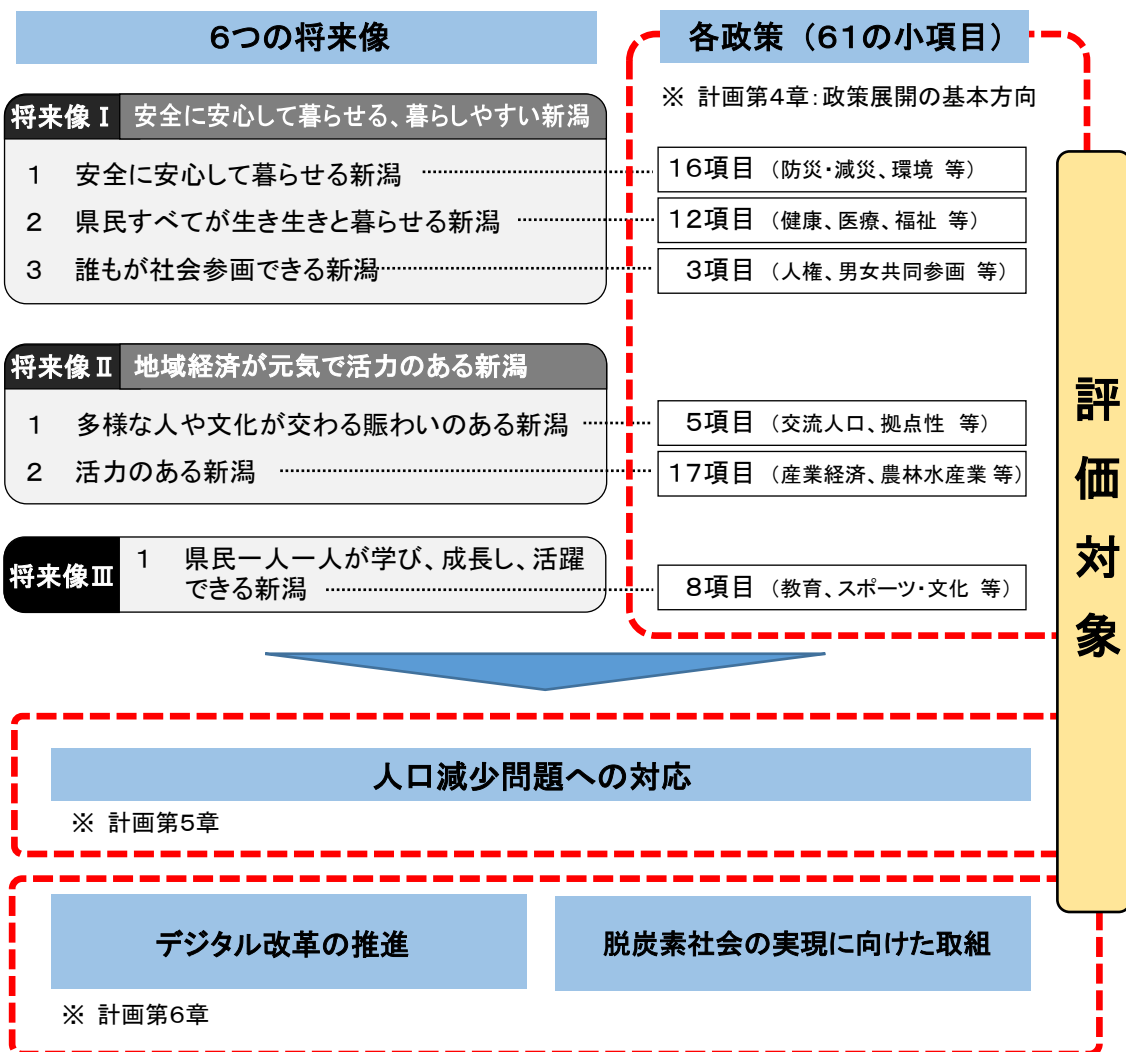 6つの将来像
各政策（61の小項目）
※ 計画第4章：政策展開の基本方向
将来像Ⅰ 安全に安心して暮らせる、暮らしやすい新潟
1 安全に安心して暮らせる新潟
16項目（防災・減災、環境 等）
2 県民すべてが生き生きと暮らせる新潟
12項目（健康、医療、福祉 等）
3 誰もが社会参画できる新潟
3項目（人権、男女共同参画 等）
将来像Ⅱ 地域経済が元気で活力のある新潟
1 多様な人や文化が交わる賑わいのある新潟
5項目（交流人口、拠点性 等）
2 活力のある新潟
17項目（産業経済、農林水産業 等）
将来像Ⅲ
1 県民一人一人が学び、成長し、活躍
できる新潟
8項目（教育、スポーツ・文化 等）
評価対象
人口減少問題への対応
※ 計画第5章
デジタル改革の推進
脱炭素社会の実現に向けた取組
※ 計画第6章